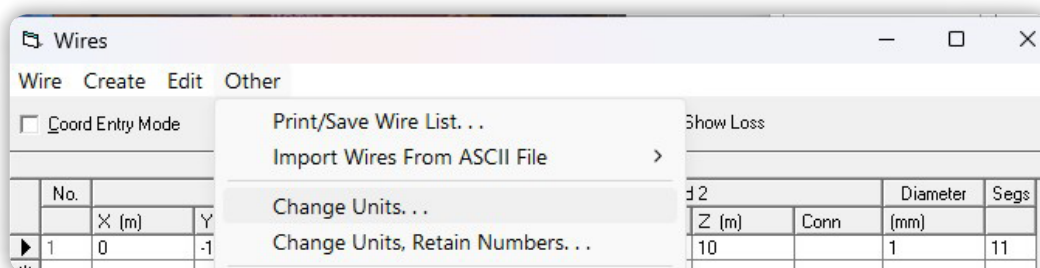 Wires
Wire Create Edit Other
Coord Entry Mode Show Loss
Print/Save Wire List. . .
Import Wires From ASCII File
Change Units. . .
Change Units, Retain Numbers. . .
No. d 2 Diameter Segs
X (m) Y Z (m) Conn (mm)
1 0 -1 10 1 11